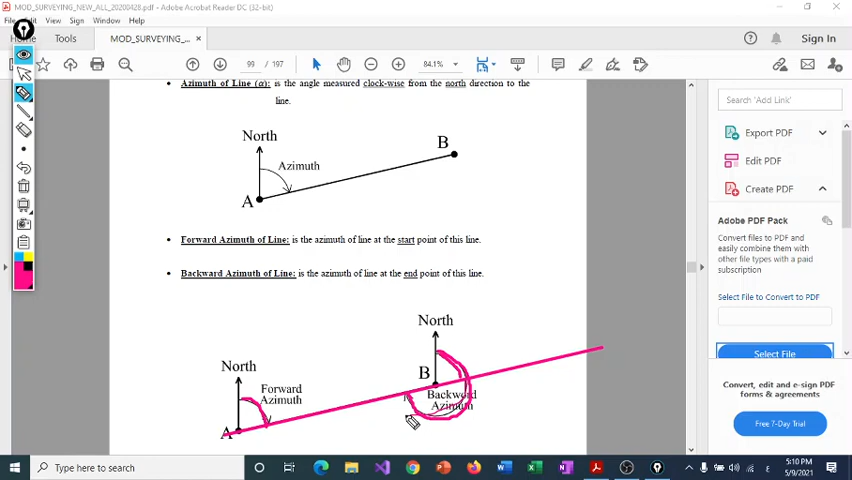 MOD_SURVEYING_NEW_ALL_20200428.pdf - Adobe Acrobat Reader DC (32-bit)
File Edit View Sign Window Help
Home Tools MOD_SURVEYING_... × Sign In
99 / 197 84.1%
Azimuth of Line (α): is the angle measured clock-wise from the north direction to the
line.
North
B
Azimuth
A
• Forward Azimuth of Line: is the azimuth of line at the start point of this line.
• Backward Azimuth of Line: is the azimuth of line at the end point of this line.
North
B
North
Forward
Azimuth
Backword
Azimuth
A
Search 'Add Link'
Export PDF
Edit PDF
Create PDF
Adobe PDF Pack
Convert files to PDF and
easily combine them with
other file types with a paid
subscription
Select File to Convert to PDF
Select File
Convert, edit and e-sign PDF
forms & agreements
Free 7-Day Trial
Type here to search
ع 5:10 PM
5/9/2021